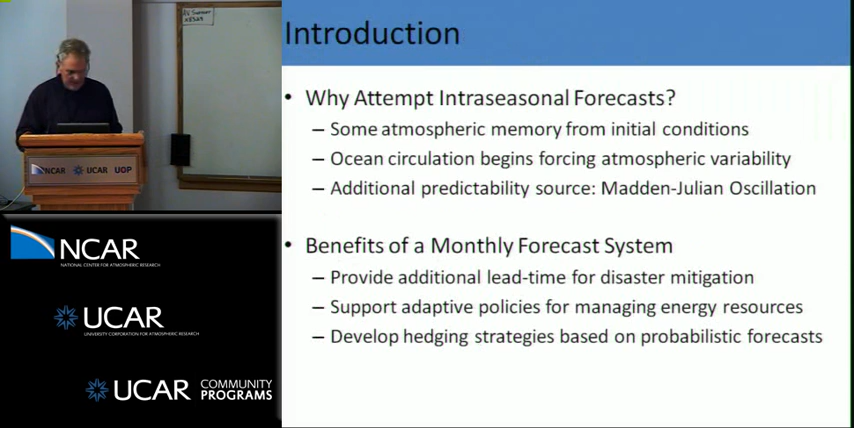 Introduction
• Why Attempt Intraseasonal Forecasts?
– Some atmospheric memory from initial conditions
– Ocean circulation begins forcing atmospheric variability
– Additional predictability source: Madden-Julian Oscillation
• Benefits of a Monthly Forecast System
– Provide additional lead-time for disaster mitigation
– Support adaptive policies for managing energy resources
– Develop hedging strategies based on probabilistic forecasts
NCAR UCAR UOP
NCAR
NATIONAL CENTER FOR ATMOSPHERIC RESEARCH
UCAR
UNIVERSITY CORPORATION FOR ATMOSPHERIC RESEARCH
UCAR COMMUNITY
PROGRAMS